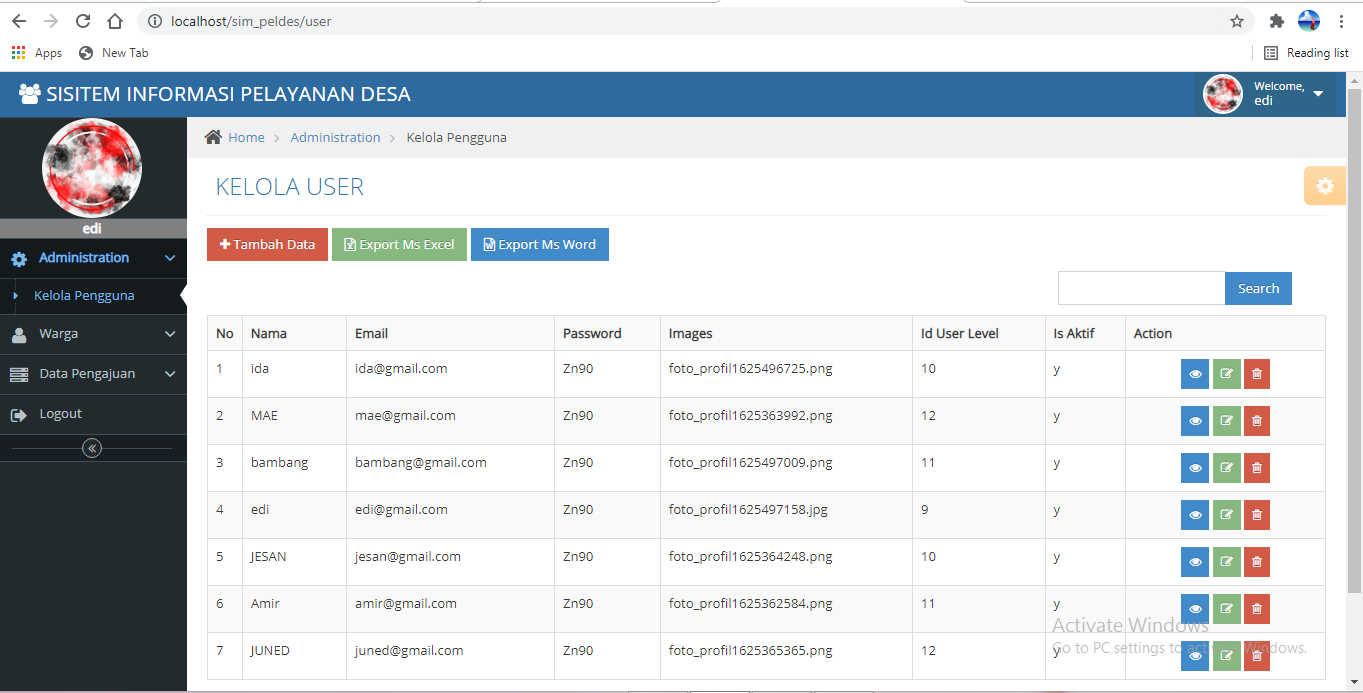 localhost/sim_peldes/user
Apps New Tab Reading list
SISITEM INFORMASI PELAYANAN DESA
Welcome,
edi
edi
Administration
Kelola Pengguna
Warga
Data Pengajuan
Logout
Home Administration Kelola Pengguna
KELOLA USER
Tambah Data Export Ms Excel Export Ms Word
Search
No Nama Email Password Images Id User Level Is Aktif Action
1 ida ida@gmail.com Zn90 foto_profil1625496725.png 10 y
2 MAE mae@gmail.com Zn90 foto_profil1625363992.png 12 y
3 bambang bambang@gmail.com Zn90 foto_profil1625497009.png 11 y
4 edi edi@gmail.com Zn90 foto_profil1625497158.jpg 9 y
5 JESAN jesan@gmail.com Zn90 foto_profil1625364248.png 10 y
6 Amir amir@gmail.com Zn90 foto_profil1625362584.png 11 y
7 JUNED juned@gmail.com Zn90 foto_profil1625365365.png 12 y
Activate Windows
Go to PC settings to activate Windows.